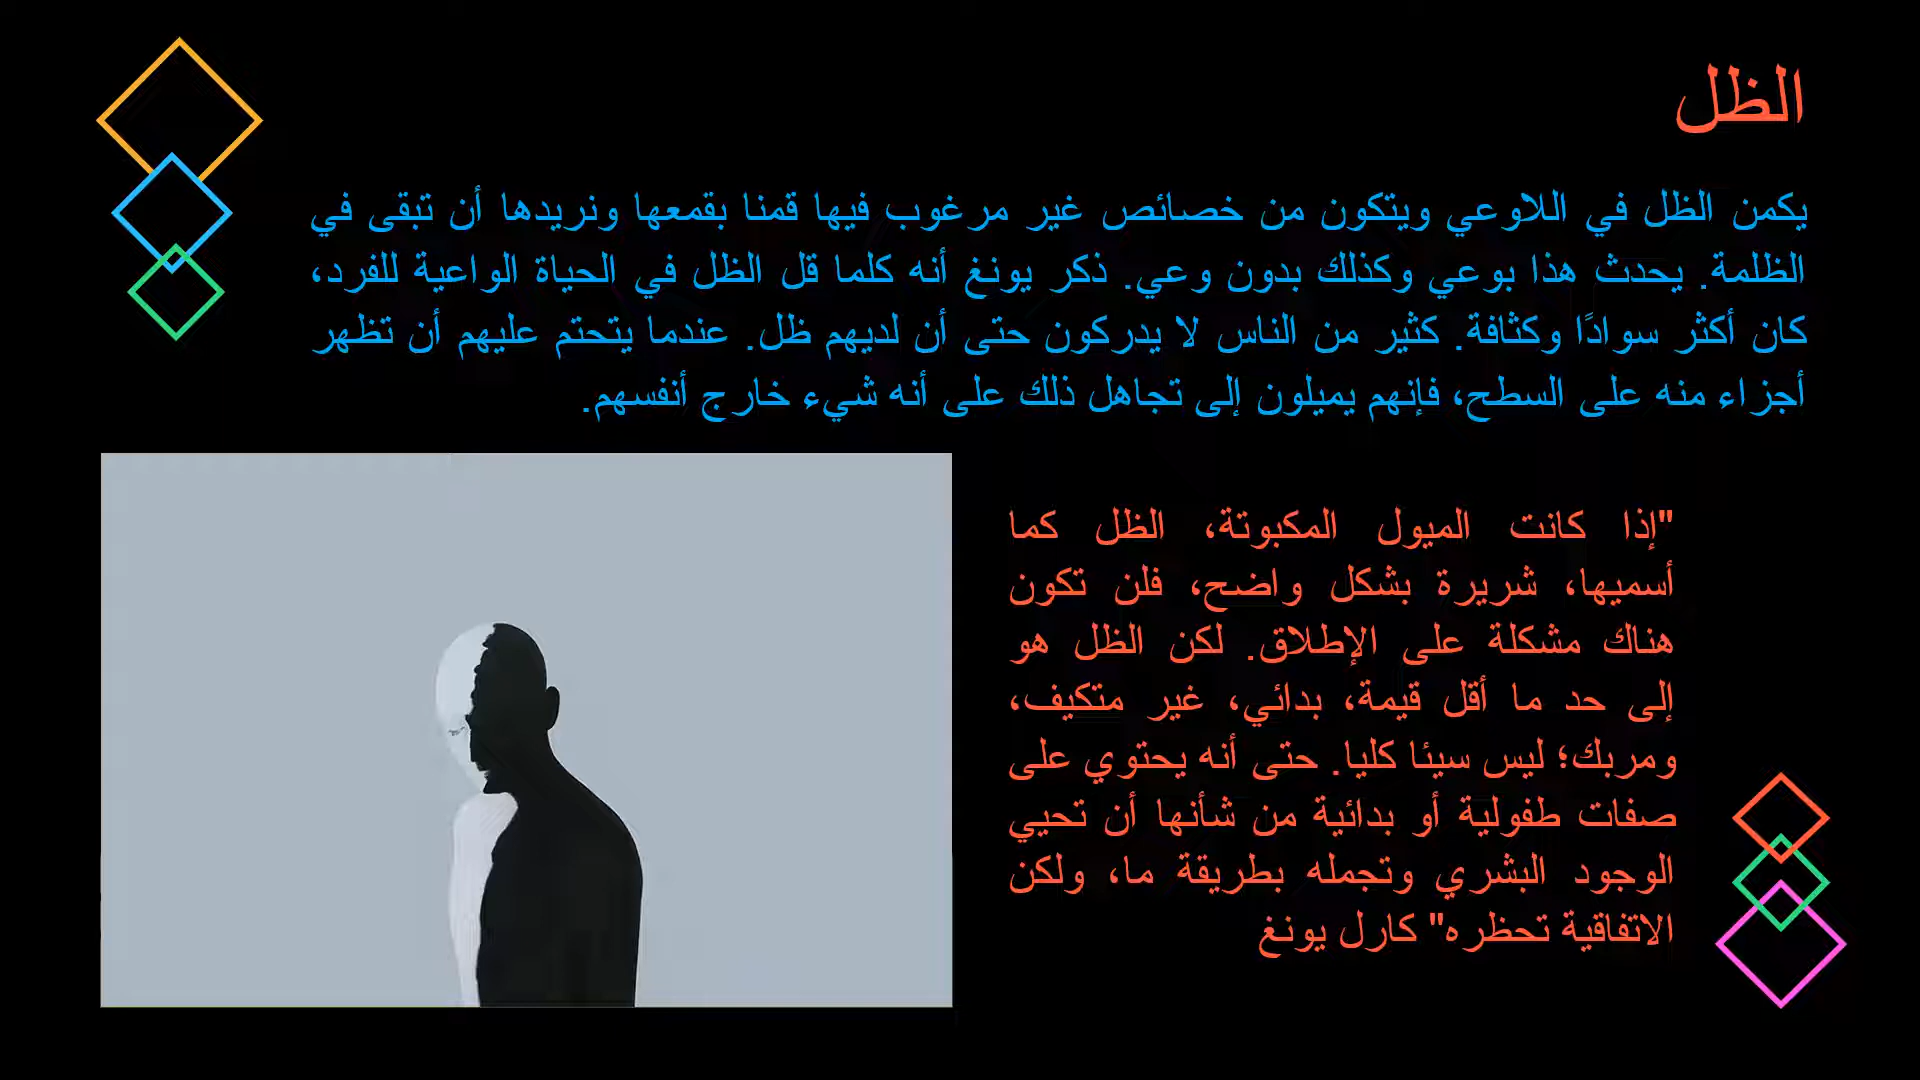 الظل
يكمن الظل في اللاوعي ويتكون من خصائص غير مرغوب فيها قمنا بقمعها ونريدها أن تبقى في
الظلمة. يحدث هذا بوعي وكذلك بدون وعي. ذكر يونغ أنه كلما قل الظل في الحياة الواعية للفرد،
كان أكثر سوادًا وكثافة. كثير من الناس لا يدركون حتى أن لديهم ظل. عندما يتحتم عليهم أن تظهر
أجزاء منه على السطح، فإنهم يميلون إلى تجاهل ذلك على أنه شيء خارج أنفسهم.
"إذا كانت الميول المكبوتة، الظل كما
أسميها، شريرة بشكل واضح، فلن تكون
هناك مشكلة على الإطلاق. لكن الظل هو
إلى حد ما أقل قيمة، بدائي، غير متكيف،
ومربك؛ ليس سيئا كليا. حتى أنه يحتوي على
صفات طفولية أو بدائية من شأنها أن تحيي
الوجود البشري وتجمله بطريقة ما، ولكن
الاتفاقية تحظره" كارل يونغ